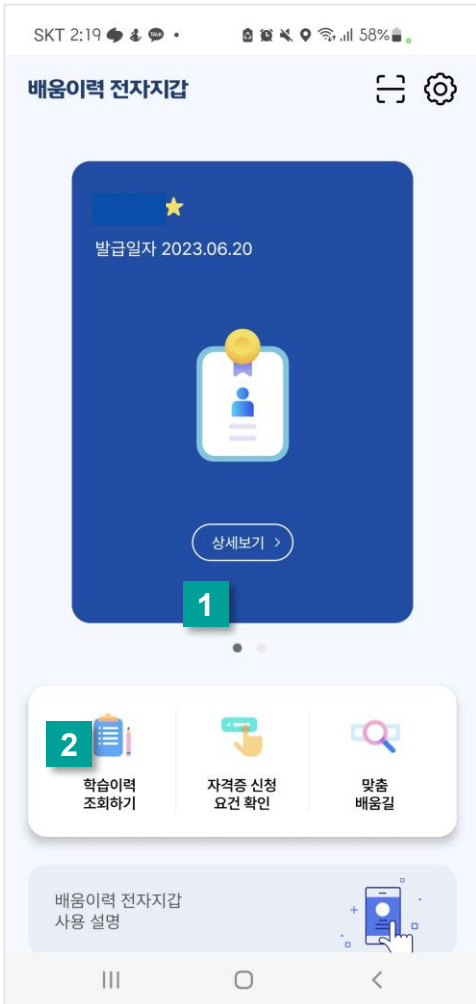 SKT 2:19
58%
배움이력 전자지갑
발급일자 2023.06.20
상세보기 >
1
2
학습이력
조회하기
자격증 신청
요건 확인
맞춤
배움길
배움이력 전자지갑
사용 설명